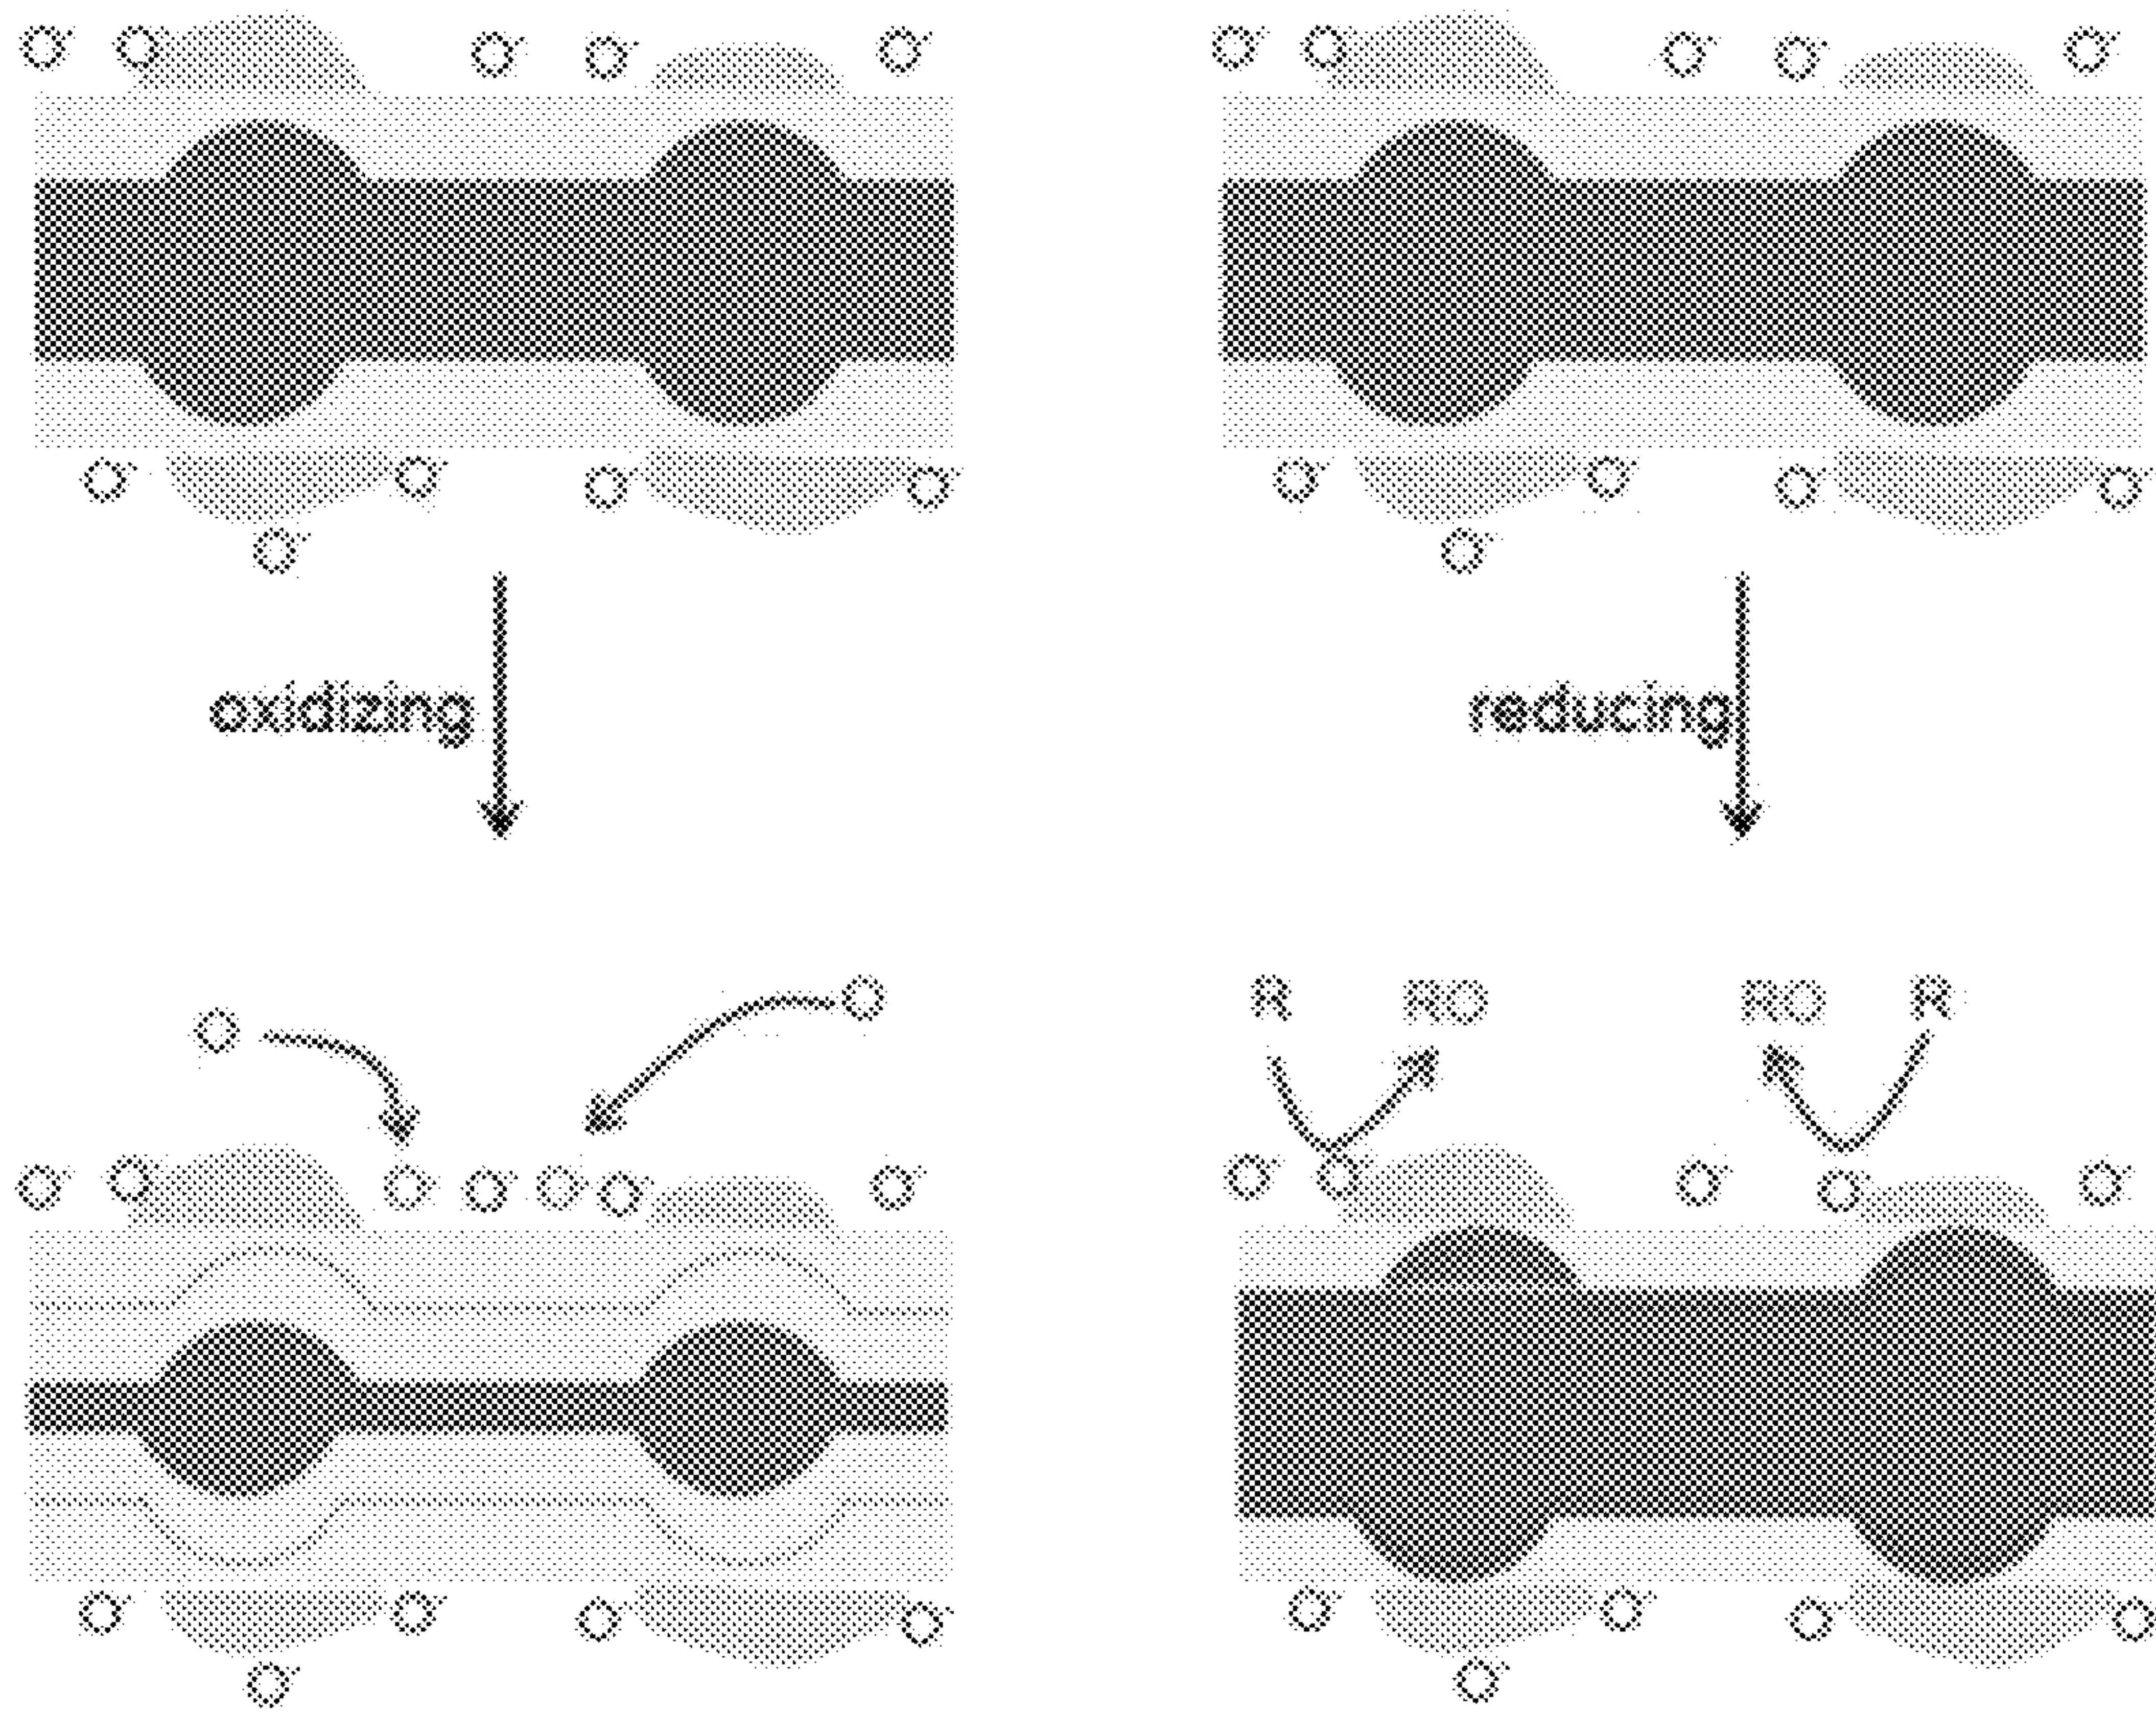 O⁻ O⁻ O⁻ O⁻ O⁻
O⁻ O⁻ O⁻ O⁻ O⁻
O⁻ O⁻ O⁻ O⁻
O⁻ O⁻ O⁻ O⁻
O⁻ O⁻
oxidizing reducing
O O
R RO RO R
O⁻ O⁻ O⁻ O⁻ O⁻ O⁻ O⁻
O⁻ O⁻ O⁻ O⁻ O⁻
O⁻ O⁻ O⁻ O⁻
O⁻ O⁻ O⁻ O⁻
O⁻ O⁻